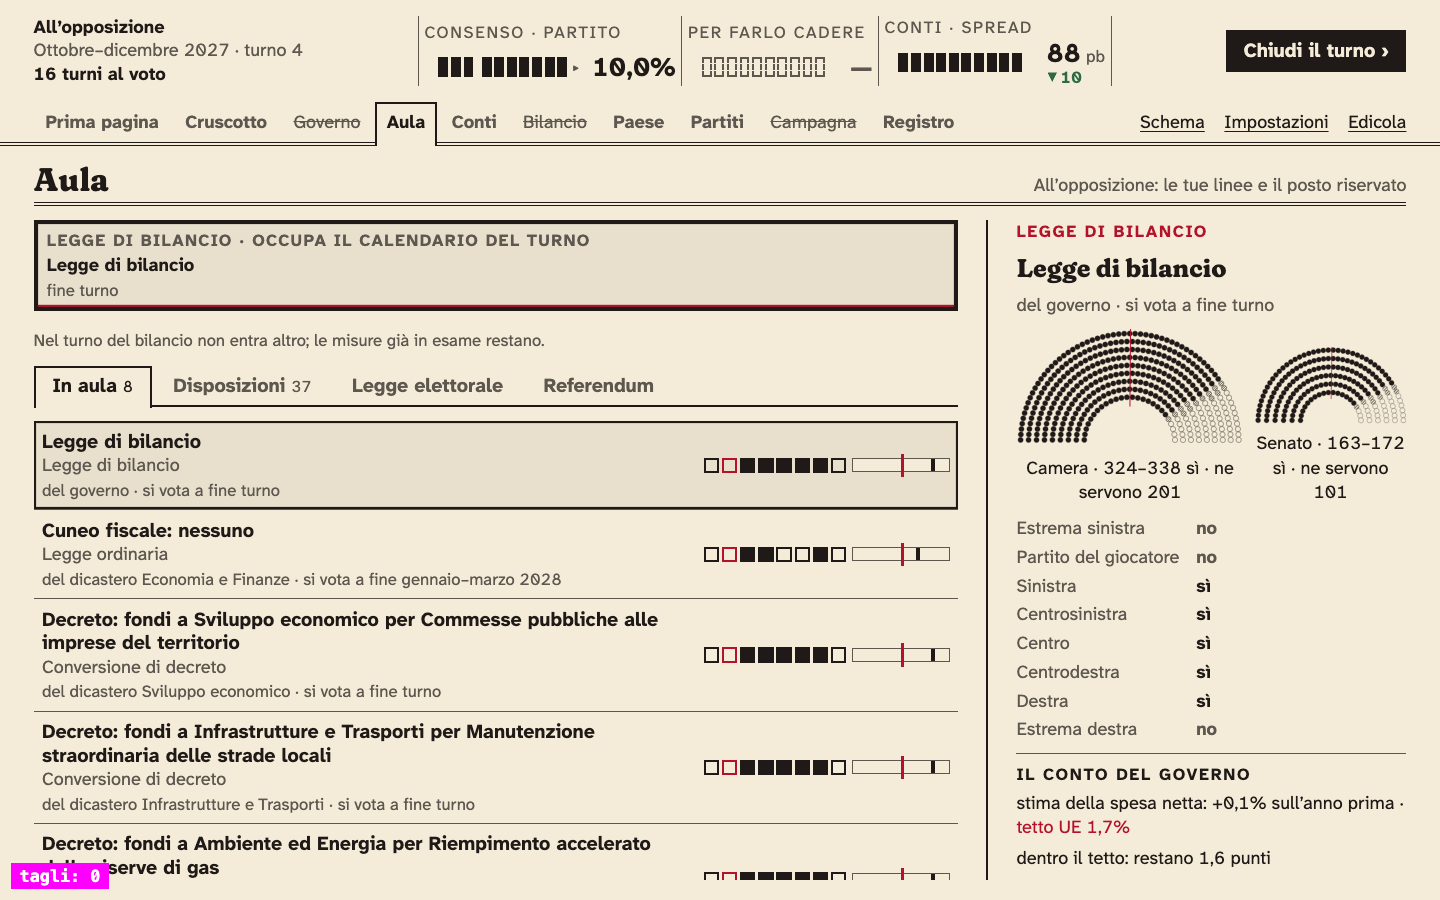 All’opposizione
Ottobre–dicembre 2027 · turno 4
16 turni al voto
CONSENSO · PARTITO
10,0%
PER FARLO CADERE
—
CONTI · SPREAD
88 pb
▼10
Chiudi il turno ›
Prima pagina
Cruscotto
Governo
Aula
Conti
Bilancio
Paese
Partiti
Campagna
Registro
Schema
Impostazioni
Edicola
Aula
All’opposizione: le tue linee e il posto riservato
LEGGE DI BILANCIO · OCCUPA IL CALENDARIO DEL TURNO
Legge di bilancio
fine turno
Nel turno del bilancio non entra altro; le misure già in esame restano.
In aula 8
Disposizioni 37
Legge elettorale
Referendum
Legge di bilancio
Legge di bilancio
del governo · si vota a fine turno
Cuneo fiscale: nessuno
Legge ordinaria
del dicastero Economia e Finanze · si vota a fine gennaio–marzo 2028
Decreto: fondi a Sviluppo economico per Commesse pubbliche alle
imprese del territorio
Conversione di decreto
del dicastero Sviluppo economico · si vota a fine turno
Decreto: fondi a Infrastrutture e Trasporti per Manutenzione
straordinaria delle strade locali
Conversione di decreto
del dicastero Infrastrutture e Trasporti · si vota a fine turno
Decreto: fondi a Ambiente ed Energia per Riempimento accelerato
di gas
tagli: 0
LEGGE DI BILANCIO
Legge di bilancio
del governo · si vota a fine turno
Camera · 324–338 sì · ne
servono 201
Senato · 163–172
sì · ne servono
101
Estrema sinistra no
Partito del giocatore no
Sinistra sì
Centrosinistra sì
Centro sì
Centrodestra sì
Destra sì
Estrema destra no
IL CONTO DEL GOVERNO
stima della spesa netta: +0,1% sull’anno prima ·
tetto UE 1,7%
dentro il tetto: restano 1,6 punti